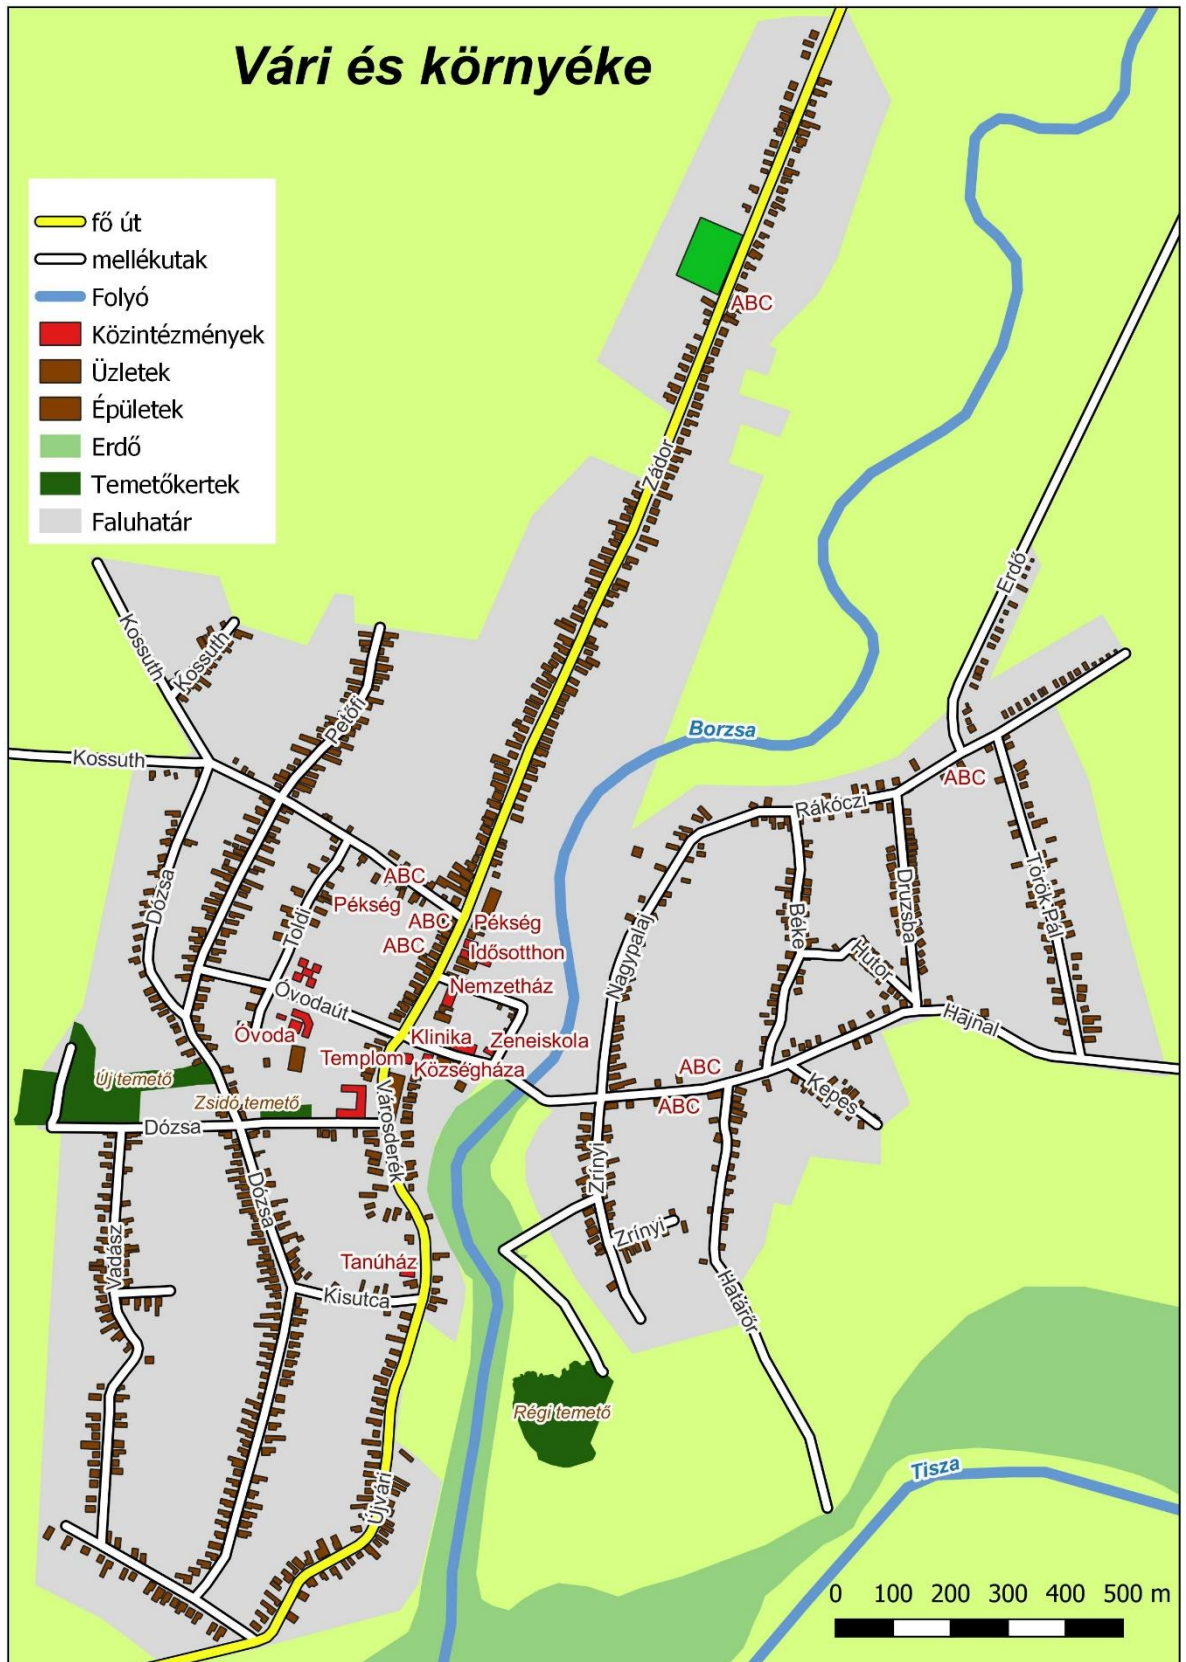 Vári és környéke
fő út
mellékutak
Folyó
Közintézmények
Üzletek
Épületek
Erdő
Temetőkertek
Faluhatár
ABC
Zádor
Erdő
Kossuth
Kossuth
Petőfi
Kossuth
Borzsa
ABC
Rákóczi
Dózsa
ABC
Pékség
ABC
Pékség
Toldi
ABC
Idősotthon
Nagypalaj
Béke
Druzsba
Török Pál
Hutor
Nemzetház
Óvodaút
Hájnal
Óvoda
Klinika
Zeneiskola
Templom
Községháza
ABC
Új temető
Zsidó temető
ABC
Képes
Dózsa
Városderék
Zrínyi
Dózsa
Vadász
Zrínyi
Tanúház
Kisutca
Határőr
Régi temető
Újvári
Tisza
0 100 200 300 400 500 m